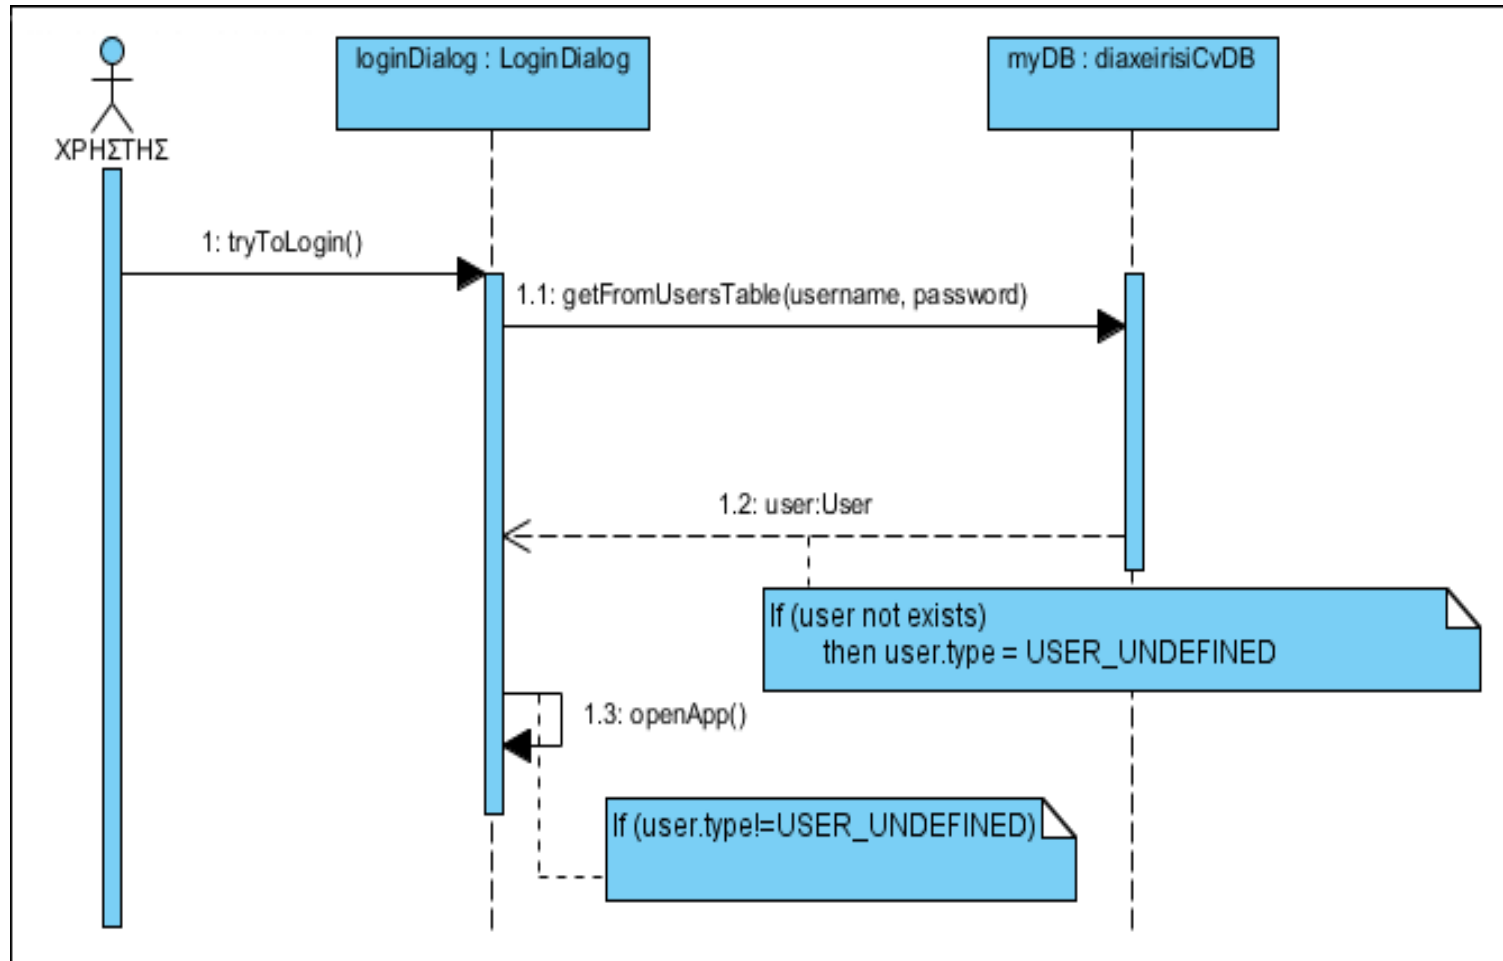 loginDialog : LoginDialog
myDB : diaxeirisiCvDB
ΧΡΗΣΤΗΣ
1: tryToLogin()
1.1: getFromUsersTable(username, password)
1.2: user:User
If (user not exists)
then user.type = USER_UNDEFINED
1.3: openApp()
If (user.type!=USER_UNDEFINED)